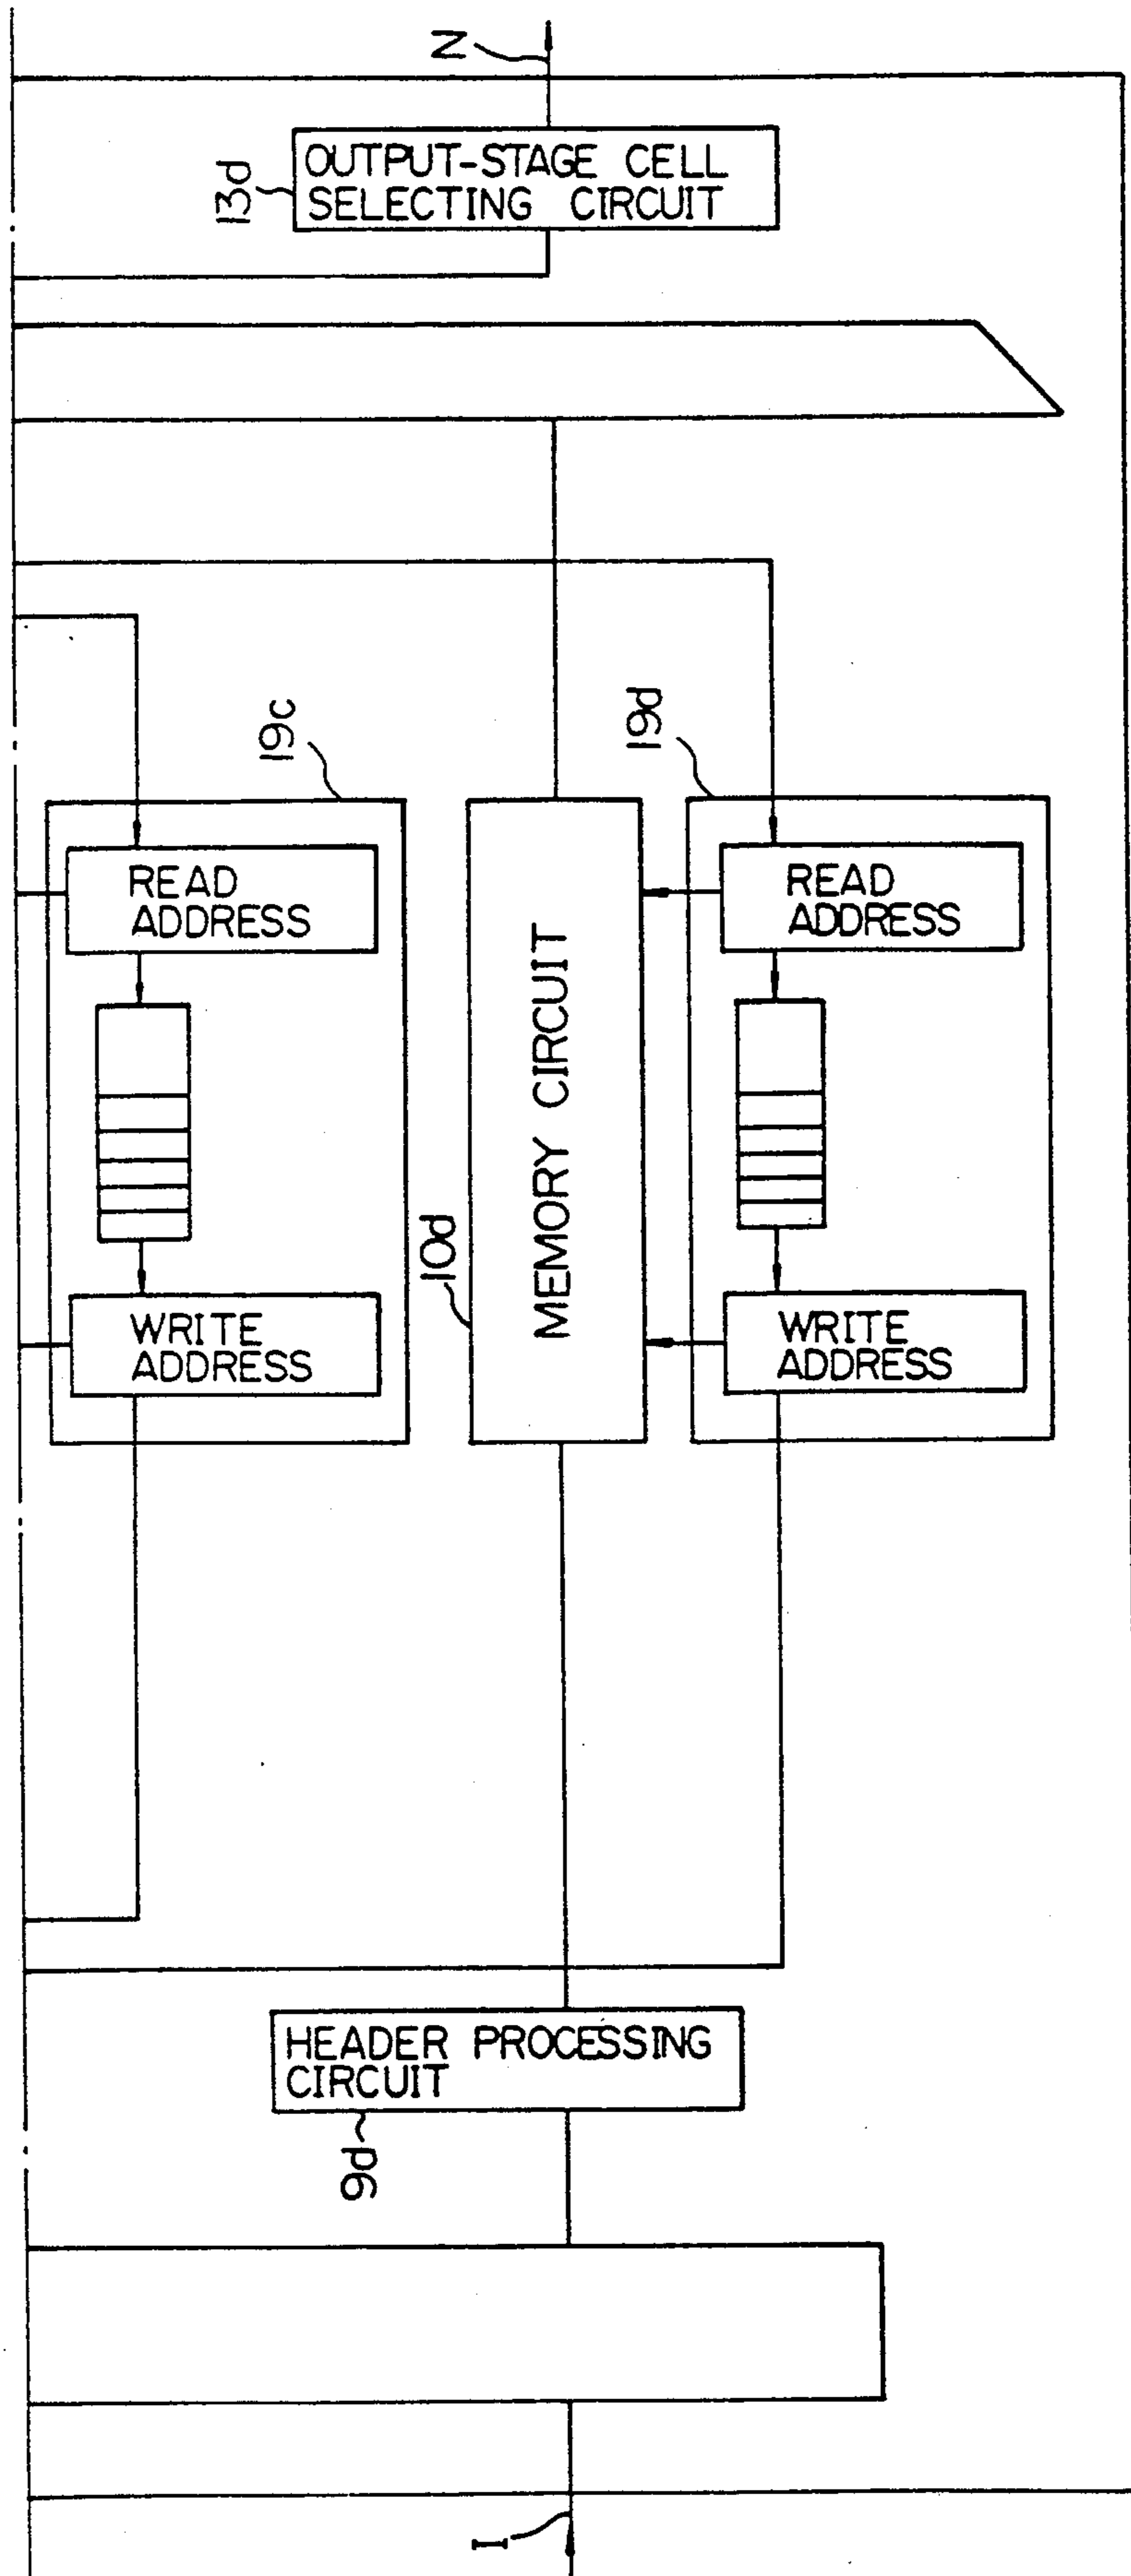 N
13d
OUTPUT-STAGE CELL
SELECTING CIRCUIT
19c
19d
READ
ADDRESS
READ
ADDRESS
MEMORY CIRCUIT
10d
WRITE
ADDRESS
WRITE
ADDRESS
HEADER PROCESSING
CIRCUIT
9d
I